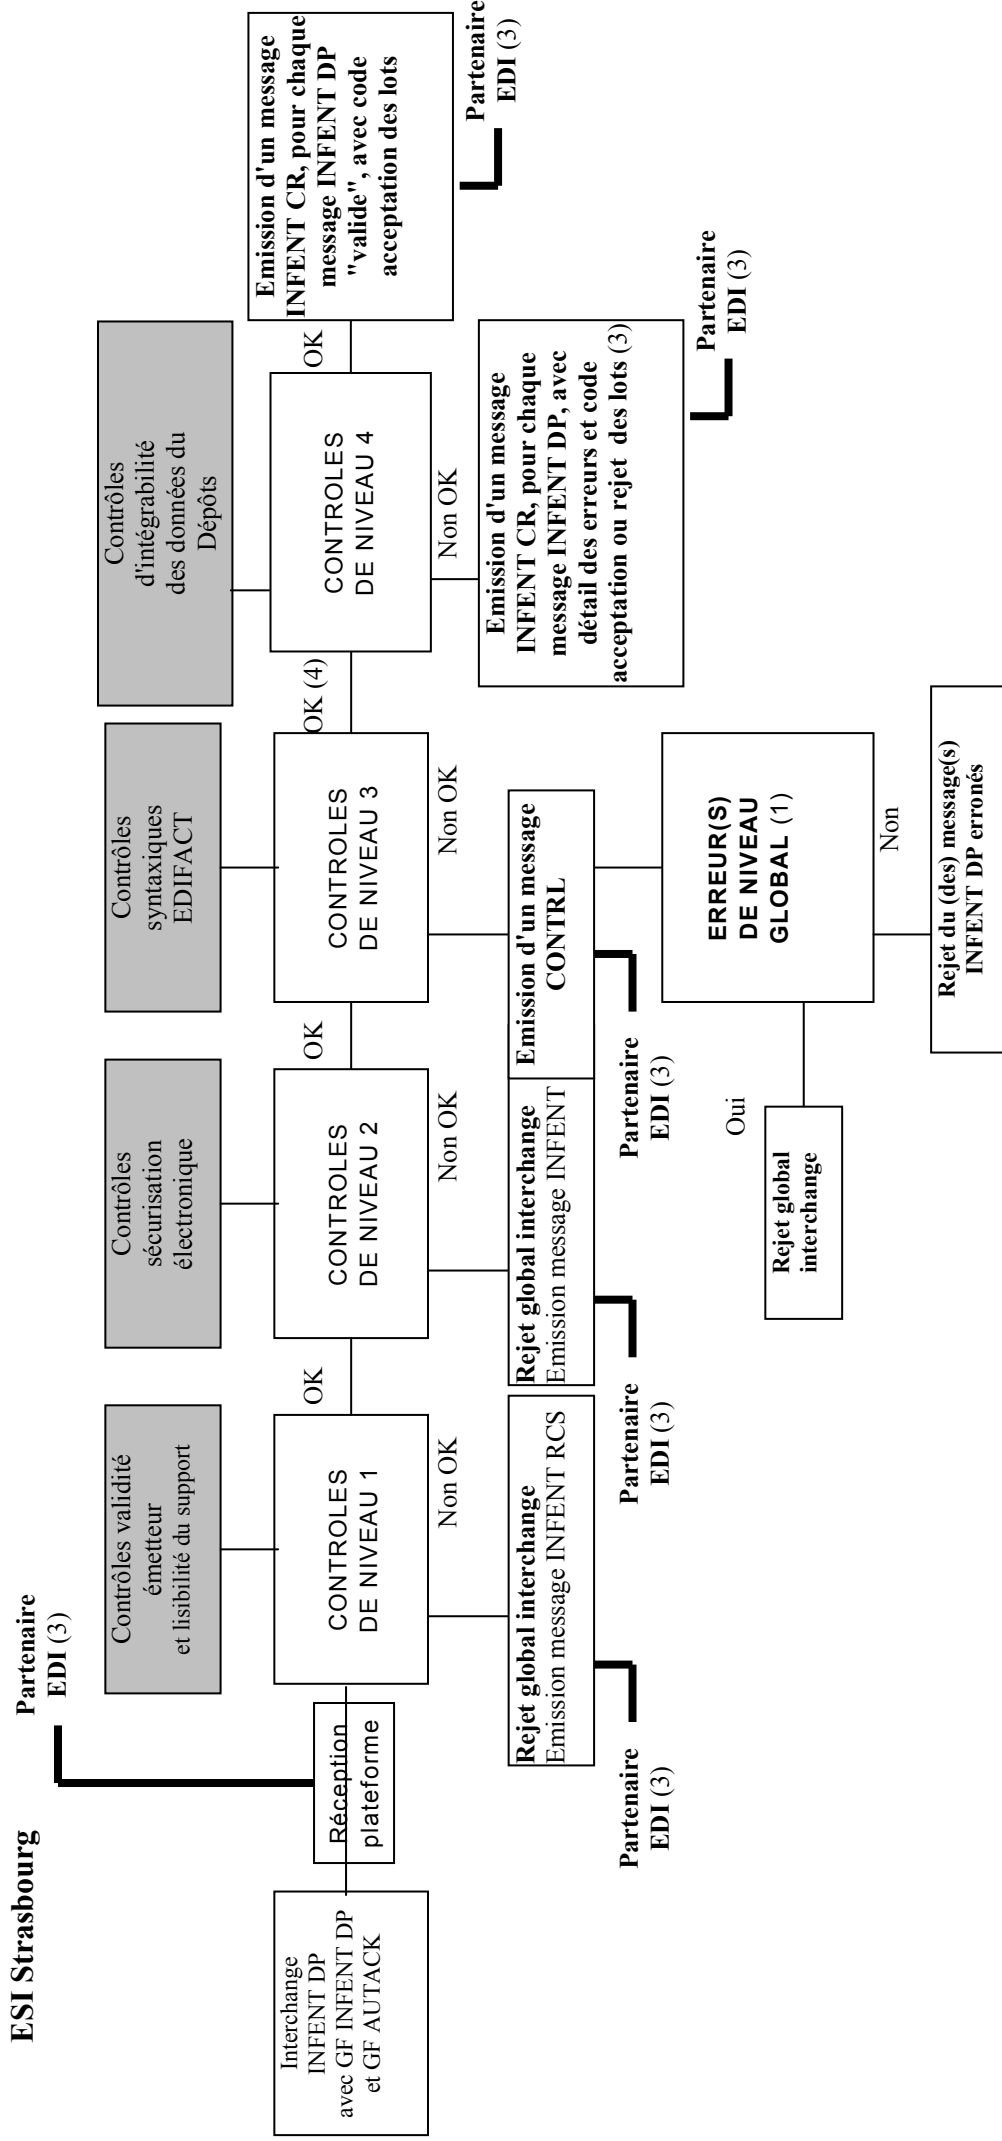 ESI Strasbourg
Partenaire
EDI (3)
Interchange
INFENT DP
avec GF INFENT DP
et GF AUTACK
Réception
plateforme
Contrôles validité
émetteur
et lisibilité du support
CONTROLES
DE NIVEAU 1
OK
Non OK
Rejet global interchange
Emission message INFENT RCS
Partenaire
EDI (3)
Contrôles
sécurisation
électronique
CONTROLES
DE NIVEAU 2
OK
Non OK
Rejet global interchange
Emission message INFENT
Partenaire
EDI (3)
Contrôles
syntaxiques
EDIFACT
CONTROLES
DE NIVEAU 3
OK (4)
Non OK
Emission d'un message
CONTRL
Partenaire
EDI (3)
ERREUR(S)
DE NIVEAU
GLOBAL (1)
Oui
Rejet global
interchange
Non
Rejet du (des) message(s)
INFENT DP erronés
Contrôles
d'intégrabilité
des données du
Dépôts
CONTROLES
DE NIVEAU 4
OK
Non OK
Emission d'un message
INFENT CR, pour chaque
message INFENT DP, avec
détail des erreurs et code
acceptation ou rejet des lots (3)
Partenaire
EDI (3)
Emission d'un message
INFENT CR, pour chaque
message INFENT DP
"valide", avec code
acceptation des lots
Partenaire
EDI (3)